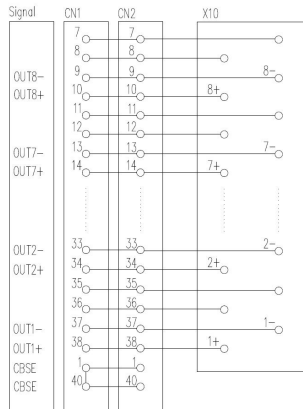 Signal CN1 CN2 X10
7 7
8 8
OUT8- 9 9 8-
OUT8+ 10 10 8+
11 11
12 12
OUT7- 13 13 7-
OUT7+ 14 14 7+
OUT2- 33 33 2-
OUT2+ 34 34 2+
35 35
36 36
OUT1- 37 37 1-
OUT1+ 38 38 1+
CBSE 1 1
CBSE 40 40